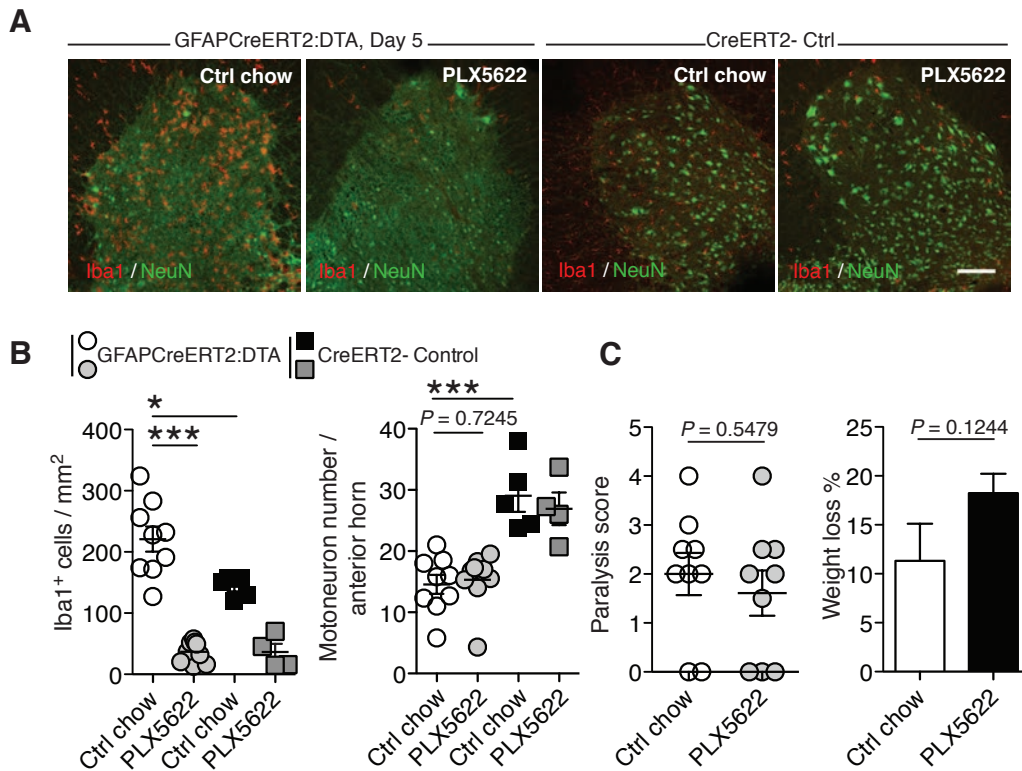 A
GFAPCreERT2:DTA, Day 5
CreERT2- Ctrl
Ctrl chow
PLX5622
Ctrl chow
PLX5622
Iba1 / NeuN
Iba1 / NeuN
Iba1 / NeuN
Iba1 / NeuN
B
GFAPCreERT2:DTA
CreERT2- Control
Iba1⁺ cells / mm²
400
300
200
100
0
*
***
Ctrl chow
PLX5622
Ctrl chow
PLX5622
Motoneuron number /
anterior horn
40
30
20
10
0
***
P = 0.7245
Ctrl chow
PLX5622
Ctrl chow
PLX5622
C
Paralysis score
5
4
3
2
1
0
P = 0.5479
Ctrl chow
PLX5622
Weight loss %
25
20
15
10
5
0
P = 0.1244
Ctrl chow
PLX5622